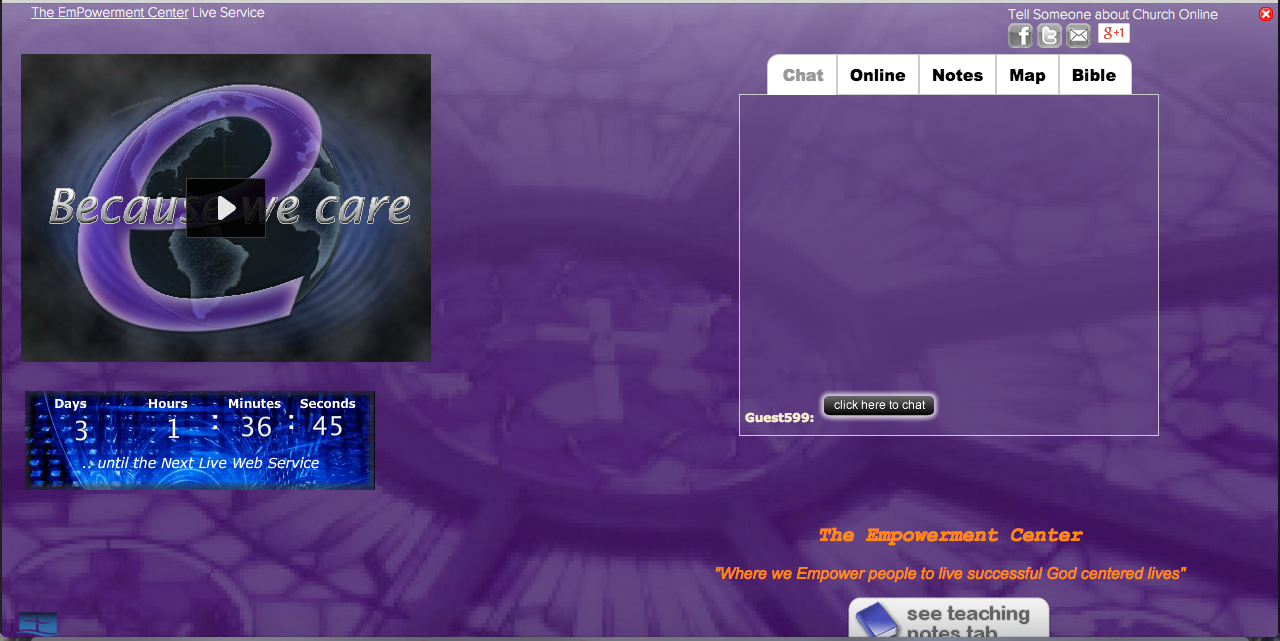 The EmPowerment Center Live Service
Tell Someone about Church Online
f t g+1
Chat Online Notes Map Bible
Because we care
Guest599: click here to chat
Days Hours Minutes Seconds
3 1 : 36 : 45
... until the Next Live Web Service
The Empowerment Center
"Where we Empower people to live successful God centered lives"
see teaching
notes tab